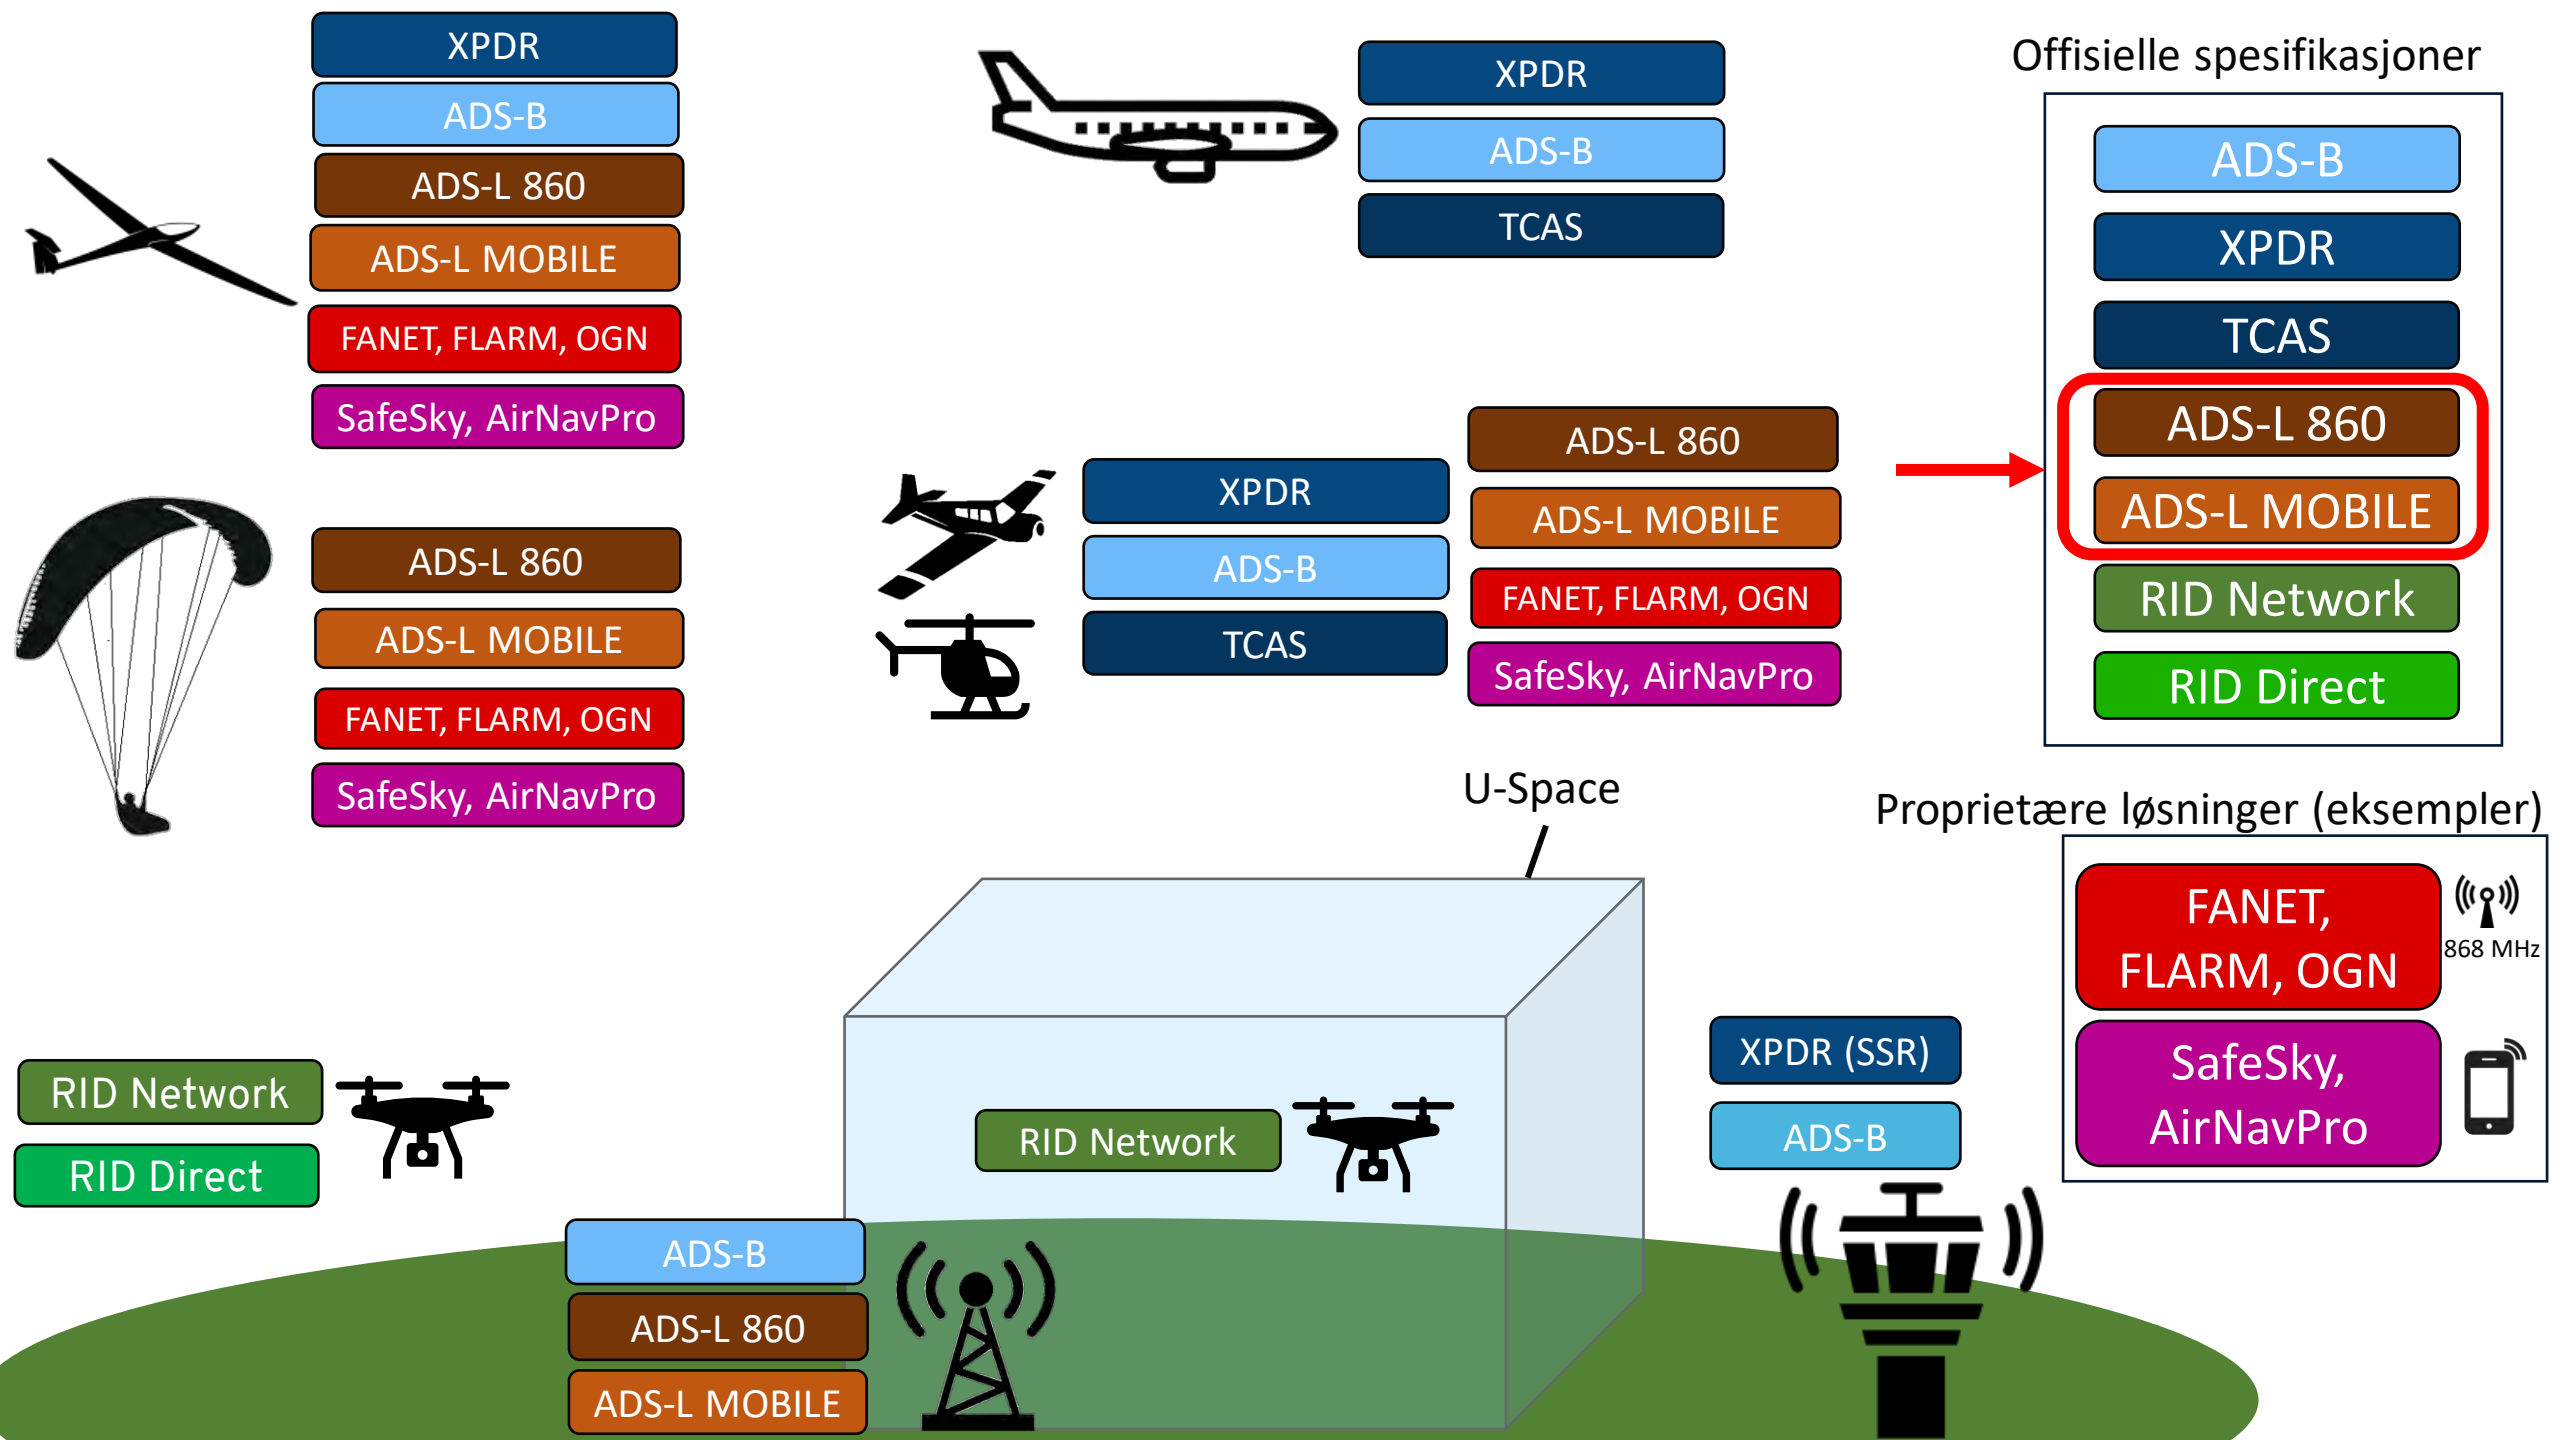 XPDR
ADS-B
ADS-L 860
ADS-L MOBILE
FANET, FLARM, OGN
SafeSky, AirNavPro
XPDR
ADS-B
TCAS
Offisielle spesifikasjoner
ADS-B
XPDR
TCAS
ADS-L 860
ADS-L MOBILE
RID Network
RID Direct
XPDR
ADS-B
TCAS
ADS-L 860
ADS-L MOBILE
FANET, FLARM, OGN
SafeSky, AirNavPro
ADS-L 860
ADS-L MOBILE
FANET, FLARM, OGN
SafeSky, AirNavPro
U-Space
Proprietære løsninger (eksempler)
FANET,
FLARM, OGN
868 MHz
SafeSky,
AirNavPro
RID Network
RID Direct
RID Network
XPDR (SSR)
ADS-B
ADS-B
ADS-L 860
ADS-L MOBILE